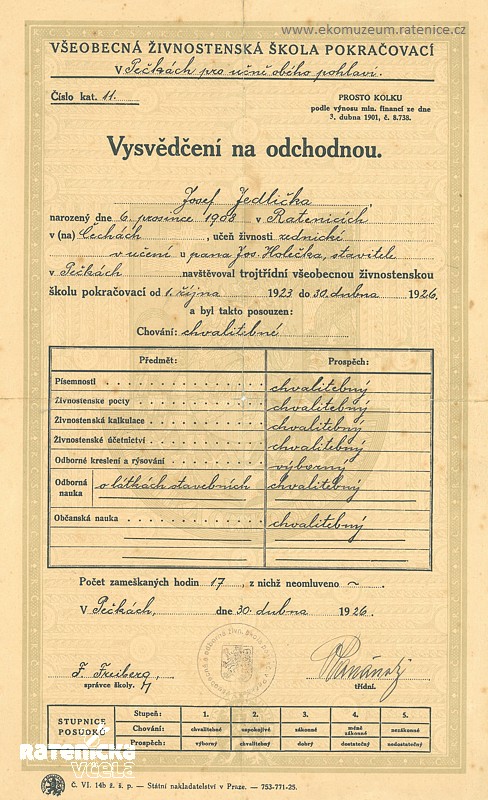 www.ekomuzeum.ratenice.cz
VŠEOBECNÁ ŽIVNOSTENSKÁ ŠKOLA POKRAČOVACÍ
v Pečkách pro učně obého pohlaví.
Číslo kat. 11.
PROSTO KOLKU
podle výnosu min. financí ze dne
3. dubna 1901, č. 8.738.
Vysvědčení na odchodnou.
Josef Jedlička,
narozený dne 6. prosince 1908 v Ratenicích
v (na) Čechách, učeň živnosti zednické
v učení u pana Jos. Holečka, stavitele
v Pečkách navštěvoval trojtřídní všeobecnou živnostenskou
školu pokračovací od 1. října 1923 do 30. dubna 1926.
a byl takto posouzen:
Chování: chvalitebné
Předmět: Prospěch:
Písemnosti chvalitebný
Živnostenské počty chvalitebný
Živnostenská kalkulace chvalitebný
Živnostenské účetnictví chvalitebný
Odborné kreslení a rýsování výborný
Odborná nauka o látkách stavebních chvalitebný
Občanská nauka chvalitebný
Počet zameškaných hodin 17, z nichž neomluveno ~
V Pečkách, dne 30. dubna 1926.
F. Freiberg,
správce školy.
třídní.
STUPNICE POSUDKŮ
Stupeň: 1. 2. 3. 4. 5.
Chování: chvalitebné uspokojivé zákonné méně zákonné nezákonné
Prospěch: výborný chvalitebný dobrý dostatečný nedostatečný
RATENICKÁ
včela
Č. VI. 14b ž. š. p. — Státní nakladatelství v Praze. — 753-771-25.